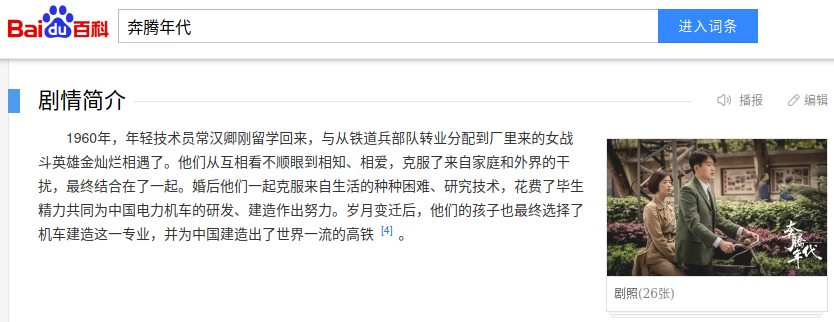 Bai du 百科
奔腾年代
进入词条
剧情简介
播报
编辑
1960年，年轻技术员常汉卿刚留学回来，与从铁道兵部队转业分配到厂里来的女战
斗英雄金灿烂相遇了。他们从互相看不顺眼到相知、相爱，克服了来自家庭和外界的干
扰，最终结合在了一起。婚后他们一起克服来自生活的种种困难、研究技术，花费了毕生
精力共同为中国电力机车的研发、建造作出努力。岁月变迁后，他们的孩子也最终选择了
机车建造这一专业，并为中国建造出了世界一流的高铁 [4] 。
奔腾年代
剧照(26张)